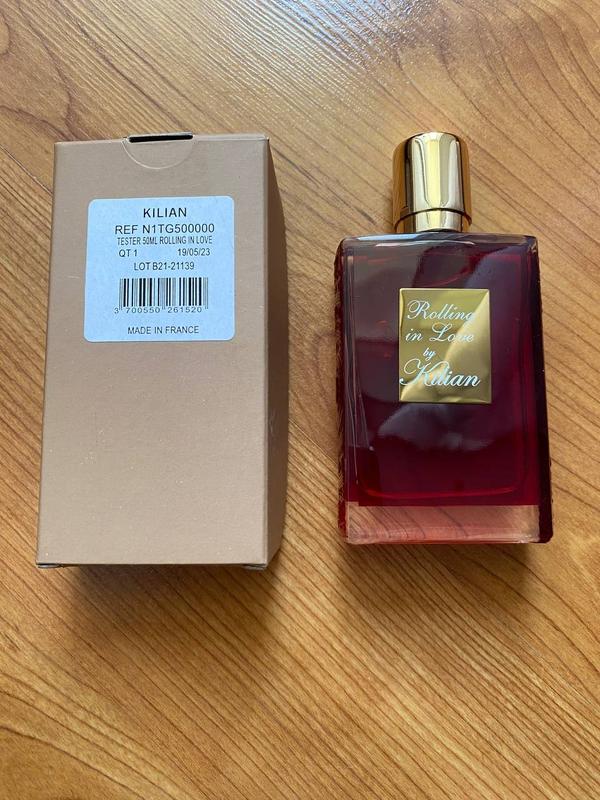 KILIAN
REF N1TG500000
TESTER 50ML ROLLING IN LOVE
QT 1 19/05/23
LOT B21-21139
3 700550 261520
MADE IN FRANCE
Rolling
in Love
by
Kilian